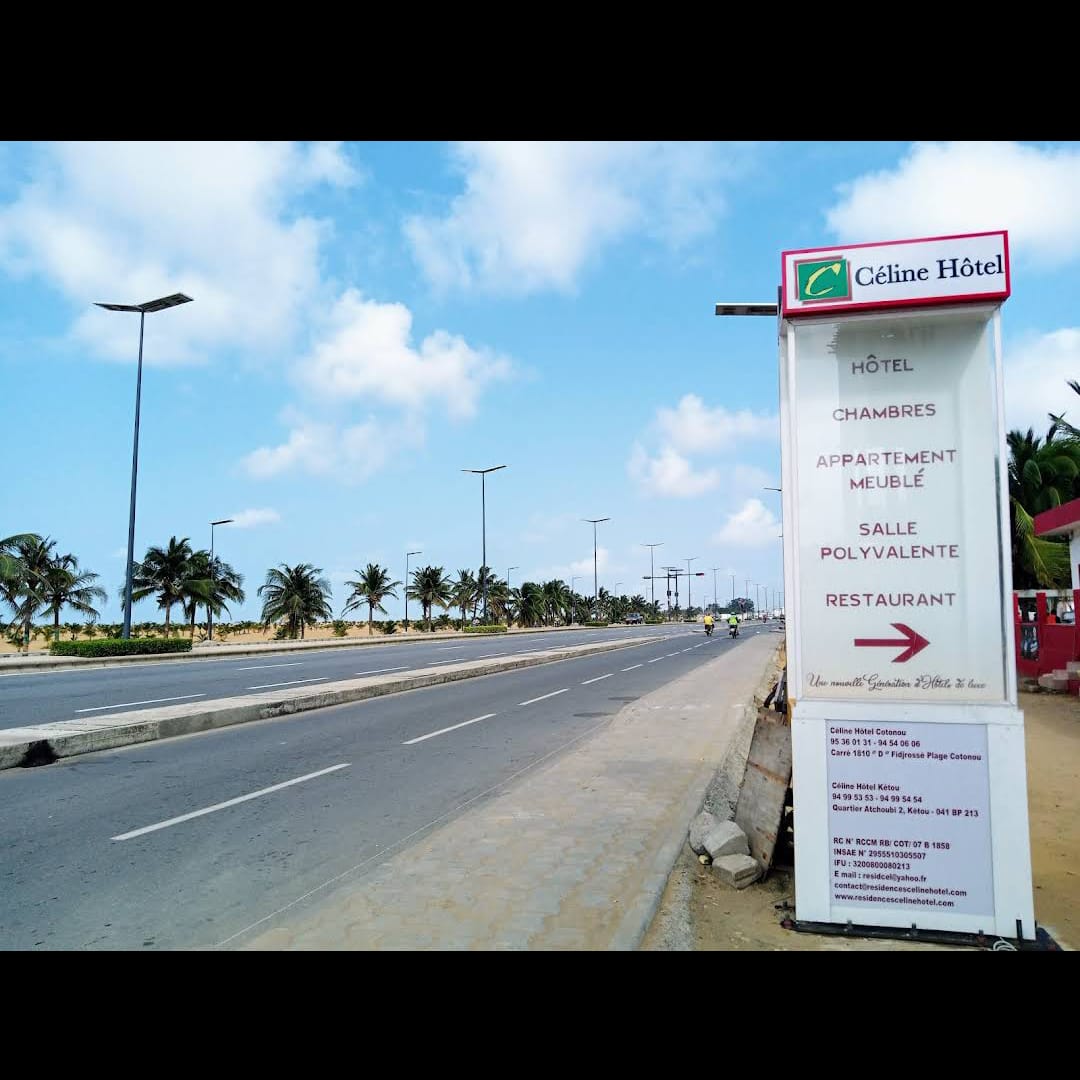 Céline Hôtel
HÔTEL
CHAMBRES
APPARTEMENT
MEUBLÉ
SALLE
POLYVALENTE
RESTAURANT
Une nouvelle Génération d'Hôtels de luxe
Céline Hôtel Cotonou
95 36 01 31 - 94 54 06 06
Carré 1810 " D " Fidjrossè Plage Cotonou
Céline Hôtel Kétou
94 99 53 53 - 94 99 54 54
Quartier Atchoubi 2, Kétou - 041 BP 213
RC N° RCCM RB/ COT/ 07 B 1858
INSAE N° 2955510305507
IFU : 3200800080213
E mail : residcel@yahoo.fr
contact@residencescelinehotel.com
www.residencescelinehotel.com